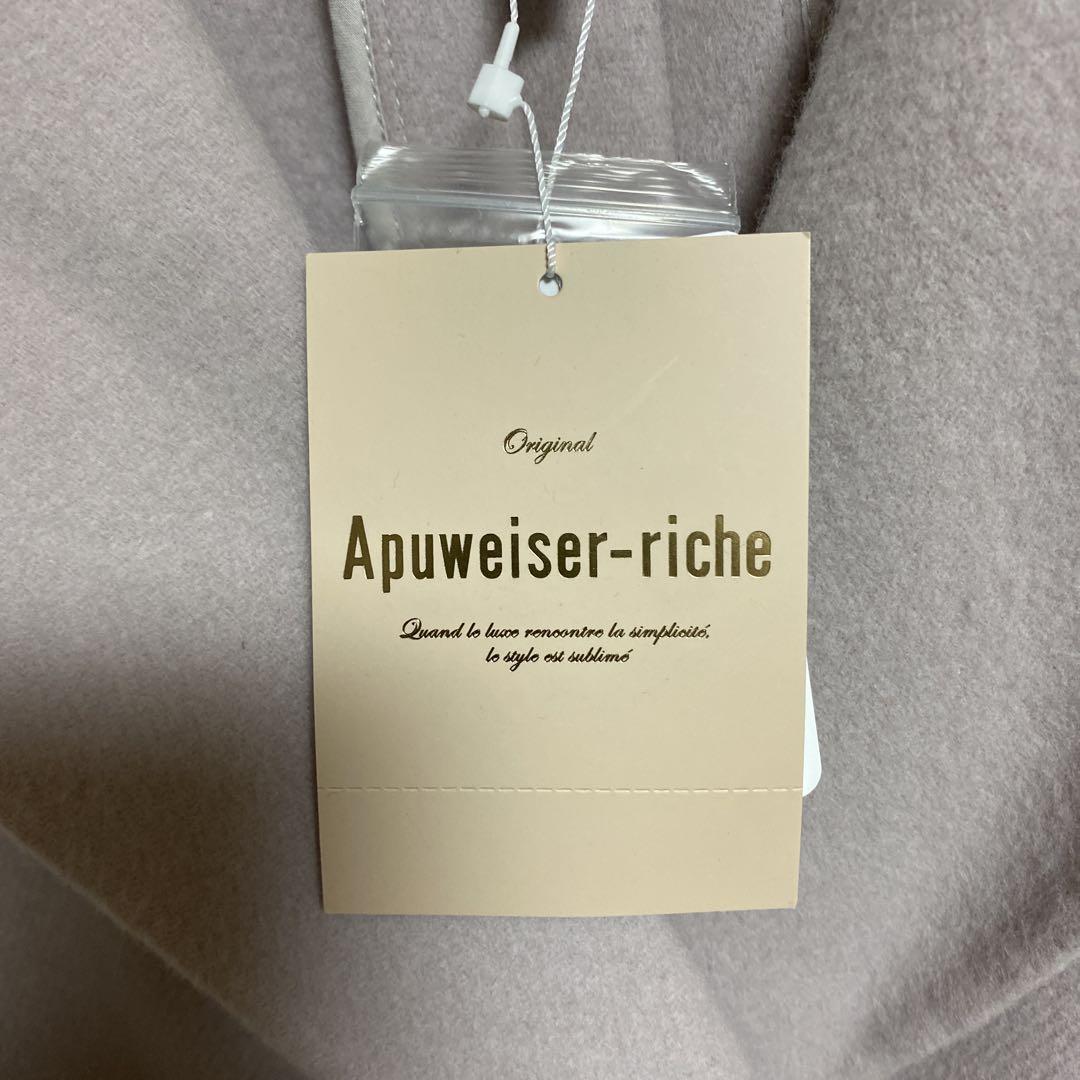 Original
Apuweiser-riche
Quand le luxe rencontre la simplicité,
le style est sublimé